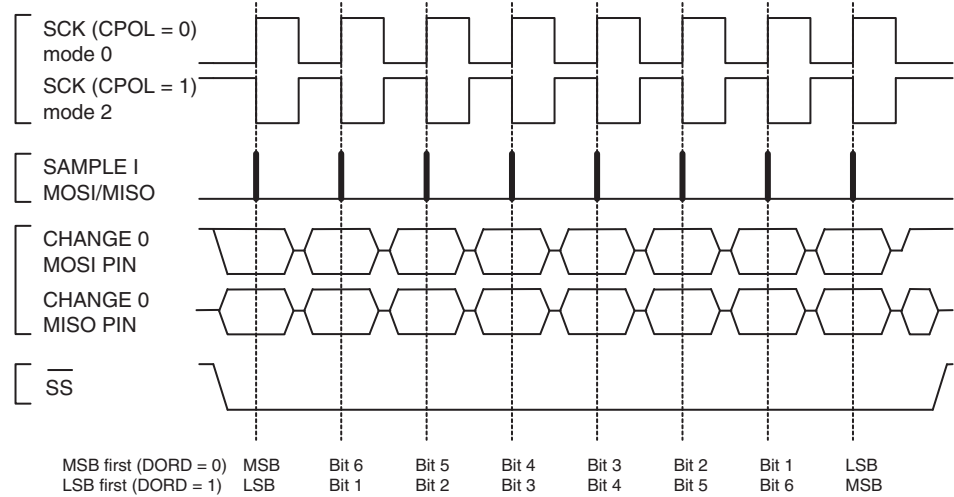 SCK (CPOL = 0)
mode 0
SCK (CPOL = 1)
mode 2
SAMPLE I
MOSI/MISO
CHANGE 0
MOSI PIN
CHANGE 0
MISO PIN
SS
MSB first (DORD = 0) MSB Bit 6 Bit 5 Bit 4 Bit 3 Bit 2 Bit 1 LSB
LSB first (DORD = 1) LSB Bit 1 Bit 2 Bit 3 Bit 4 Bit 5 Bit 6 MSB